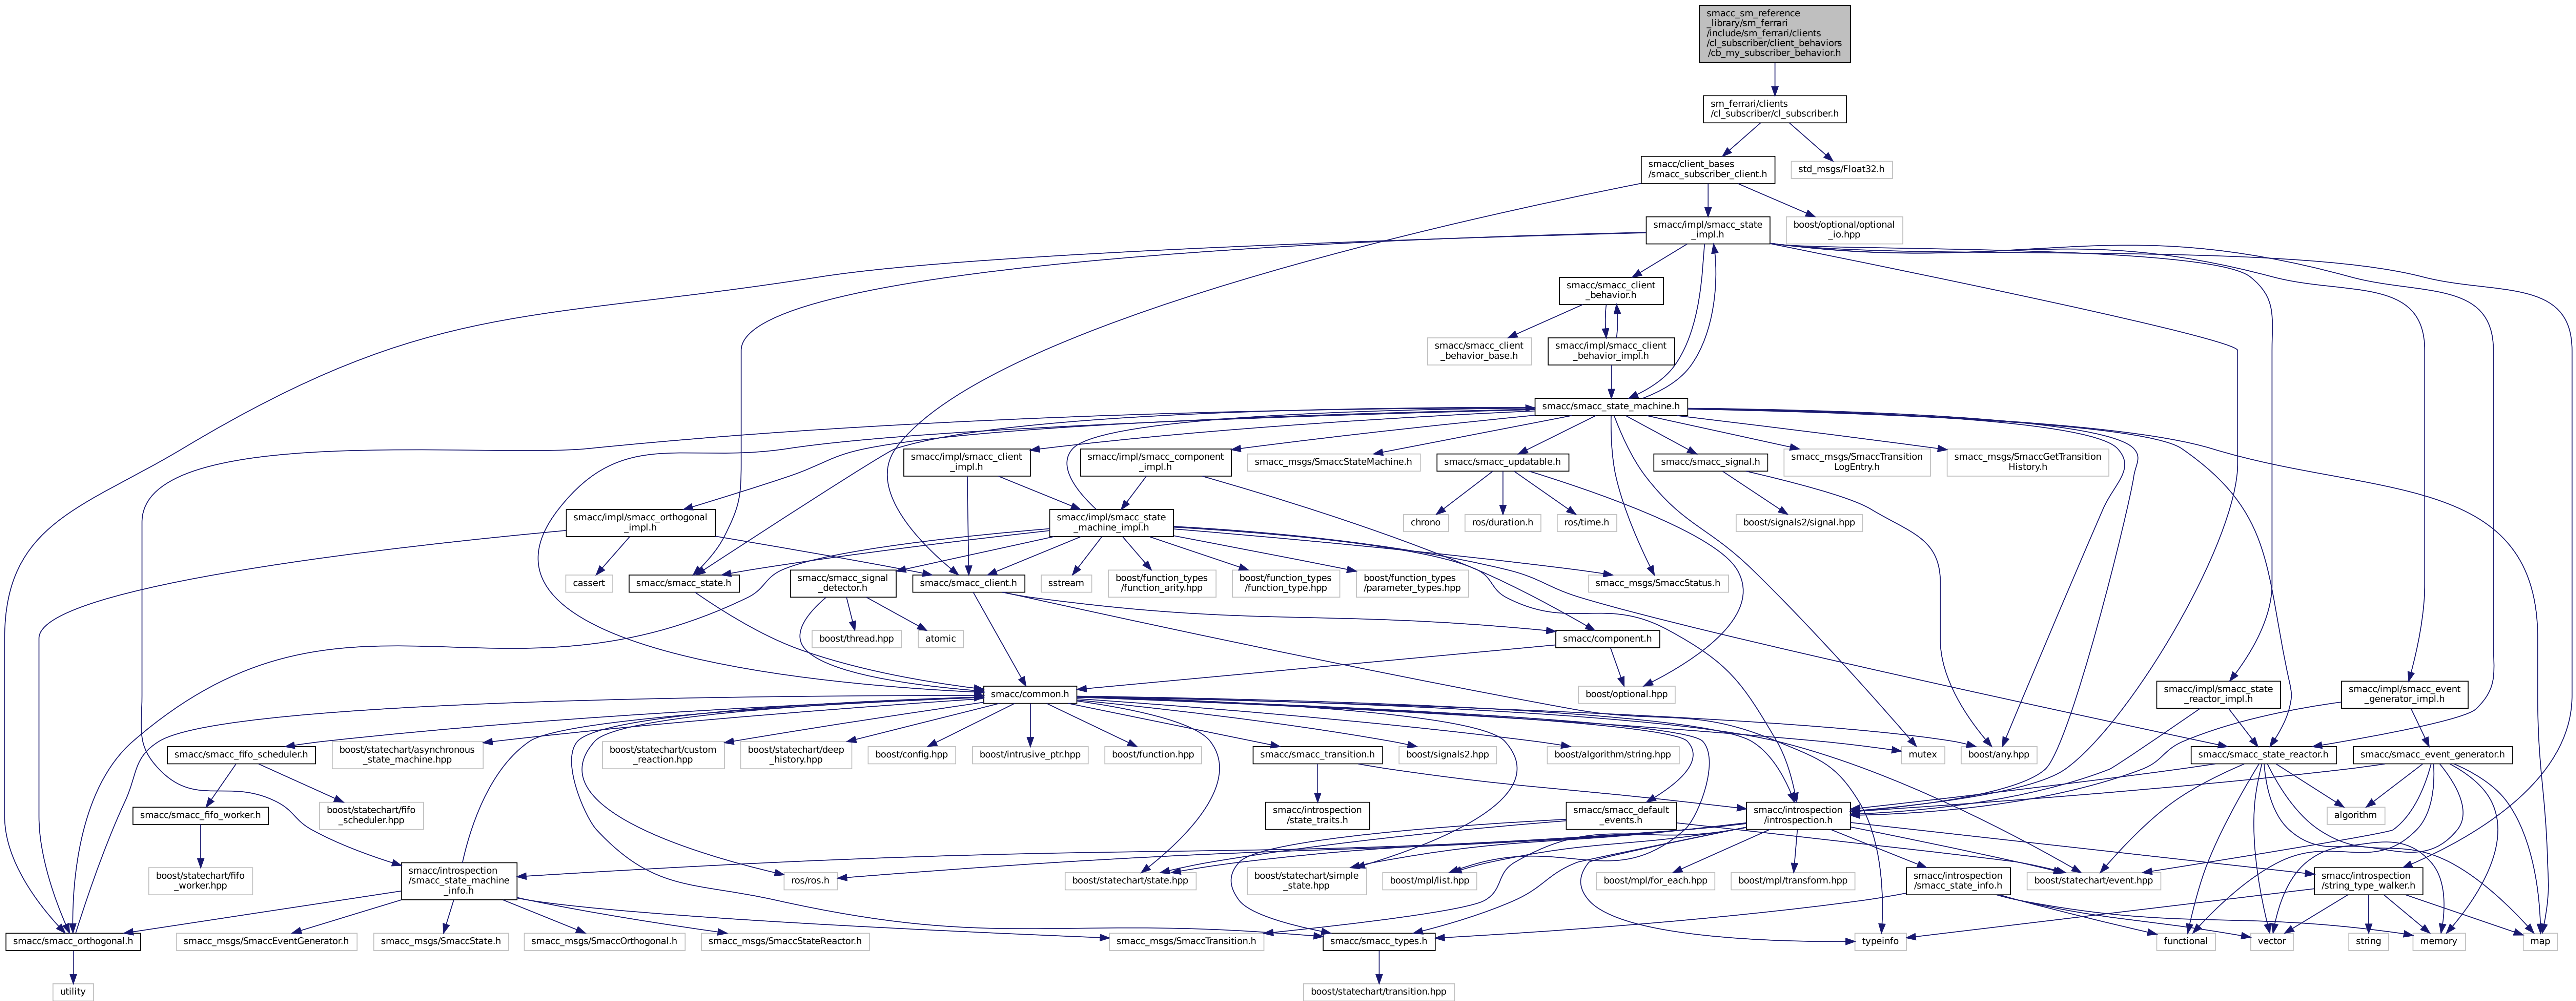 smacc_sm_reference
_library/sm_ferrari
/include/sm_ferrari/clients
/cl_subscriber/client_behaviors
/cb_my_subscriber_behavior.h
sm_ferrari/clients
/cl_subscriber/cl_subscriber.h
smacc/client_bases
/smacc_subscriber_client.h
std_msgs/Float32.h
smacc/impl/smacc_state
_impl.h
boost/optional/optional
_io.hpp
smacc/smacc_client
_behavior.h
smacc/smacc_client
_behavior_base.h
smacc/impl/smacc_client
_behavior_impl.h
smacc/smacc_state_machine.h
smacc/impl/smacc_client
_impl.h
smacc/impl/smacc_component
_impl.h
smacc_msgs/SmaccStateMachine.h
smacc/smacc_updatable.h
smacc/smacc_signal.h
smacc_msgs/SmaccTransition
LogEntry.h
smacc_msgs/SmaccGetTransition
History.h
smacc/impl/smacc_orthogonal
_impl.h
smacc/impl/smacc_state
_machine_impl.h
chrono
ros/duration.h
ros/time.h
boost/signals2/signal.hpp
cassert
smacc/smacc_state.h
smacc/smacc_signal
_detector.h
smacc/smacc_client.h
sstream
boost/function_types
/function_arity.hpp
boost/function_types
/function_type.hpp
boost/function_types
/parameter_types.hpp
smacc_msgs/SmaccStatus.h
boost/thread.hpp
atomic
smacc/component.h
smacc/common.h
boost/optional.hpp
smacc/impl/smacc_state
_reactor_impl.h
smacc/impl/smacc_event
_generator_impl.h
smacc/smacc_fifo_scheduler.h
boost/statechart/asynchronous
_state_machine.hpp
boost/statechart/custom
_reaction.hpp
boost/statechart/deep
_history.hpp
boost/config.hpp
boost/intrusive_ptr.hpp
boost/function.hpp
smacc/smacc_transition.h
boost/signals2.hpp
boost/algorithm/string.hpp
mutex
boost/any.hpp
smacc/smacc_state_reactor.h
smacc/smacc_event_generator.h
smacc/smacc_fifo_worker.h
boost/statechart/fifo
_scheduler.hpp
smacc/introspection
/state_traits.h
smacc/smacc_default
_events.h
smacc/introspection
/introspection.h
algorithm
boost/statechart/fifo
_worker.hpp
smacc/introspection
/smacc_state_machine
_info.h
ros/ros.h
boost/statechart/state.hpp
boost/statechart/simple
_state.hpp
boost/mpl/list.hpp
boost/mpl/for_each.hpp
boost/mpl/transform.hpp
smacc/introspection
/smacc_state_info.h
boost/statechart/event.hpp
smacc/introspection
/string_type_walker.h
smacc/smacc_orthogonal.h
smacc_msgs/SmaccEventGenerator.h
smacc_msgs/SmaccState.h
smacc_msgs/SmaccOrthogonal.h
smacc_msgs/SmaccStateReactor.h
smacc_msgs/SmaccTransition.h
smacc/smacc_types.h
typeinfo
functional
vector
string
memory
map
utility
boost/statechart/transition.hpp